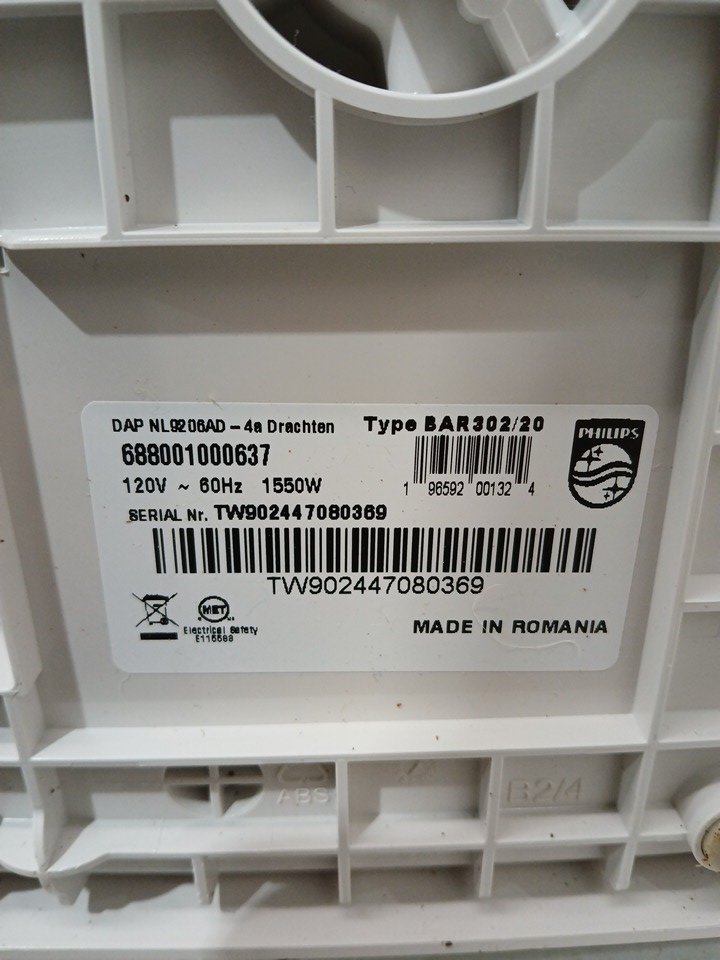 DAP NL9206AD - 4a Drachten
Type BAR302/20
PHILIPS
688001000637
120V ~ 60Hz 1550W
1 96592 00132 4
SERIAL Nr. TW902447080369
TW902447080369
MET
Electrical Safety
E115588
MADE IN ROMANIA
ABS
B2/4